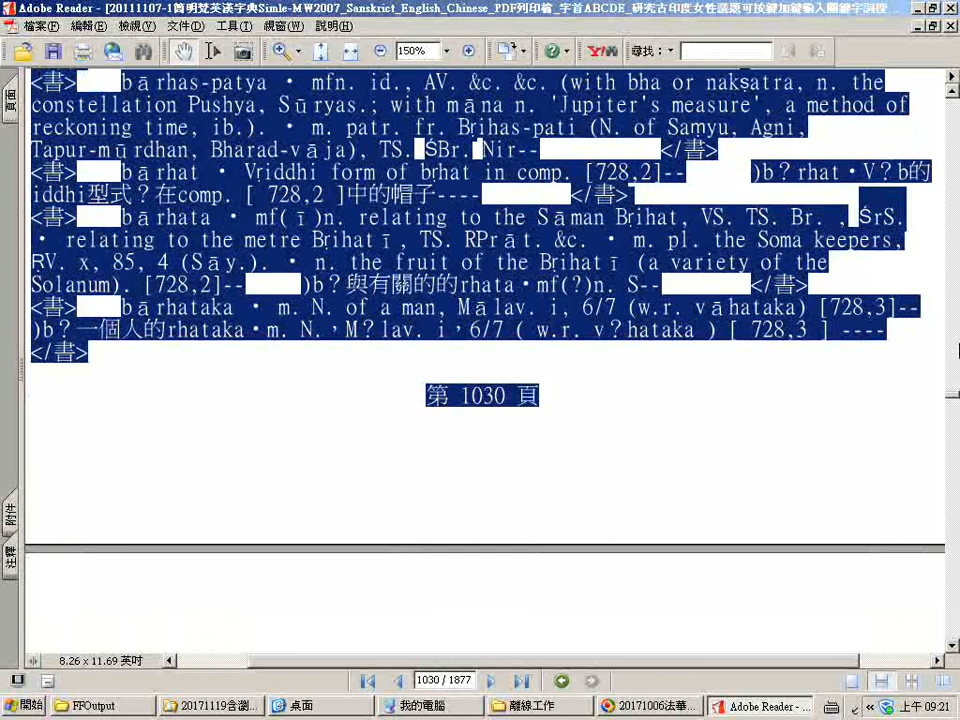 Adobe Reader - [20111107-1簡明梵英漢字典Simle-MW2007_Sanskrict_English_Chinese_PDF列印檔_字首ABCDE_研究古印度女性議題可按鍵加鍵輸入關鍵字詞搜
檔案(F) 編輯(E) 檢視(V) 文件(D) 工具(T) 視窗(W) 說明(H)
150% Y! 尋找：
頁面
<書> bārhas-patya • mfn. id., AV. &c. &c. (with bha or nakṣatra, n. the
constellation Pushya, Sūryas.; with māna n. 'Jupiter's measure', a method of
reckoning time, ib.). • m. patr. fr. Bṛihas-pati (N. of Saṃyu, Agni,
Tapur-mūrdhan, Bharad-vāja), TS. ŚBr. Nir-- </書>
<書> bārhat • Vṛiddhi form of bṛhat in comp. [728,2]-- )b？rhat•V？b的
iddhi型式？在comp. [ 728,2 ]中的帽子---- </書>
<書> bārhata • mf(ī)n. relating to the Sāman Bṛihat, VS. TS. Br. , ŚrS.
• relating to the metre Bṛihatī, TS. RPrāt. &c. • m. pl. the Soma keepers,
ṚV. x, 85, 4 (Sāy.). • n. the fruit of the Bṛihatī (a variety of the
Solanum). [728,2]-- )b？與有關的的rhata•mf(?)n. S-- </書>
<書> bārhataka • m. N. of a man, Mālav. i, 6/7 (w.r. vāhataka) [728,3]--
)b？一個人的rhataka•m. N.，M？lav. i，6/7 ( w.r. v？hataka ) [ 728,3 ] ----
</書>
第 1030 頁
附件
注釋
8.26 x 11.69 英吋
1030 / 1877
開始 FFOutput 20171119含瀏... 桌面 我的電腦 離線工作 20171006法華... Adobe Reader - ... 上午 09:21